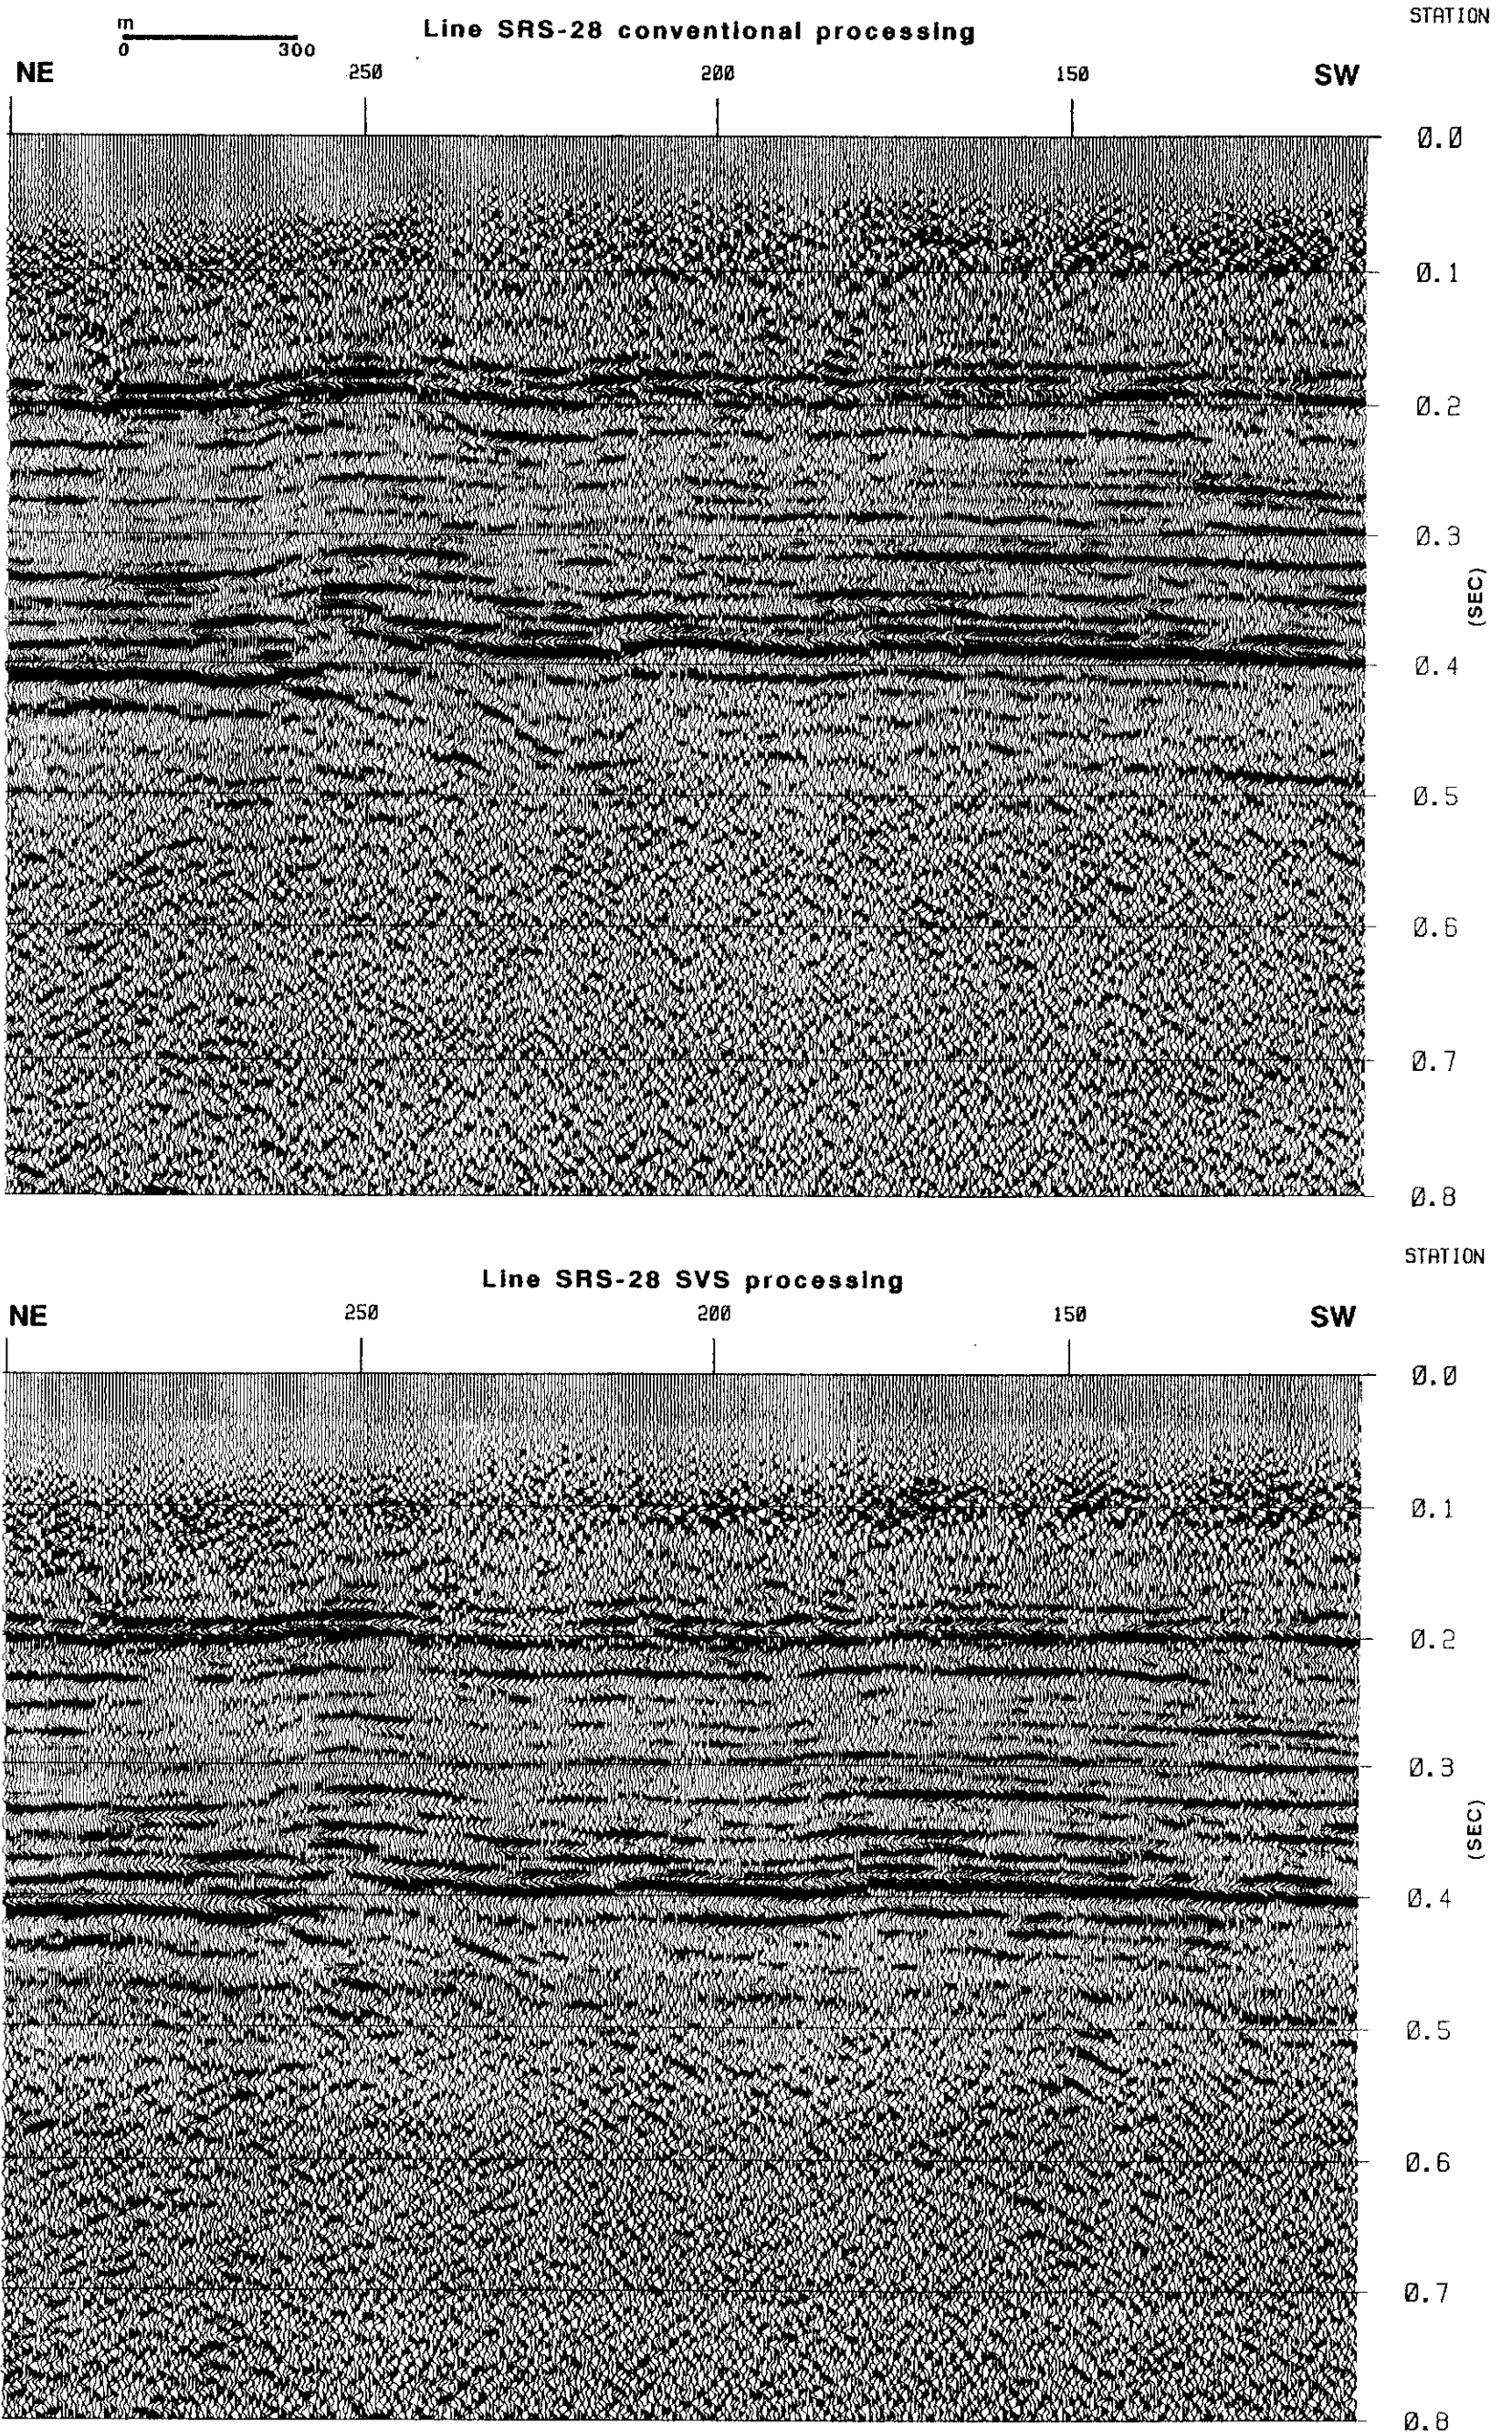 STATION
m
0 300
Line SRS-28 conventional processing
NE 250 200 150 SW
0.0
0.1
0.2
0.3
(SEC)
0.4
0.5
0.6
0.7
0.8
STATION
Line SRS-28 SVS processing
NE 250 200 150 SW
0.0
0.1
0.2
0.3
(SEC)
0.4
0.5
0.6
0.7
0.8